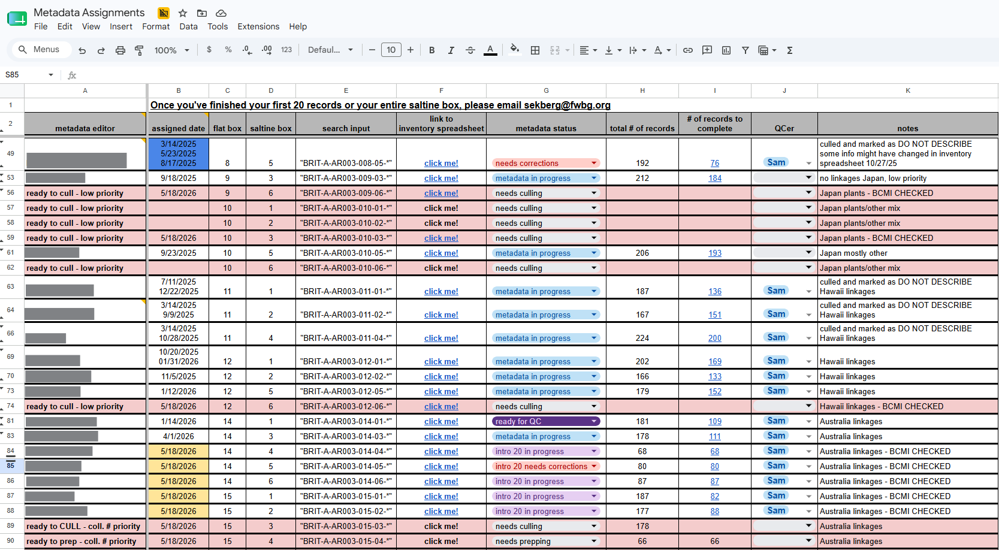 Metadata Assignments
File Edit View Insert Format Data Tools Extensions Help
Menus 100% $ % .0 .00 123 Defaul... − 10 + B I A Σ
S85 fx
A B C D E F G H I J K
1 Once you've finished your first 20 records or your entire saltine box, please email sekberg@fwbg.org
2 metadata editor assigned date flat box saltine box search input link to inventory spreadsheet metadata status total # of records # of records to complete QCer notes
49 3/14/2025 5/23/2025 8/17/2025 8 5 "BRIT-A-AR003-008-05-*" click me! needs corrections 192 76 Sam culled and marked as DO NOT DESCRIBE some info might have changed in inventory spreadsheet 10/27/25
53 9/18/2025 9 3 "BRIT-A-AR003-009-03-*" click me! metadata in progress 212 184 no linkages Japan, low priority
56 ready to cull - low priority 5/18/2026 9 6 "BRIT-A-AR003-009-06-*" click me! needs culling Japan plants - BCMI CHECKED
57 ready to cull - low priority 10 1 "BRIT-A-AR003-010-01-*" click me! needs culling Japan plants/other mix
58 ready to cull - low priority 10 2 "BRIT-A-AR003-010-02-*" click me! needs culling Japan plants/other mix
59 ready to cull - low priority 5/18/2026 10 3 "BRIT-A-AR003-010-03-*" click me! needs culling Japan plants - BCMI CHECKED
61 9/23/2025 10 5 "BRIT-A-AR003-010-05-*" click me! metadata in progress 206 193 Japan mostly other
62 ready to cull - low priority 10 6 "BRIT-A-AR003-010-06-*" click me! needs culling Japan plants/other mix
63 7/11/2025 12/22/2025 11 1 "BRIT-A-AR003-011-01-*" click me! metadata in progress 187 136 Sam culled and marked as DO NOT DESCRIBE Hawaii linkages
64 3/14/2025 9/9/2025 11 2 "BRIT-A-AR003-011-02-*" click me! metadata in progress 167 151 Sam culled and marked as DO NOT DESCRIBE Hawaii linkages
66 3/14/2025 10/28/2025 11 4 "BRIT-A-AR003-011-04-*" click me! metadata in progress 224 200 Sam culled and marked as DO NOT DESCRIBE Hawaii linkages
69 10/20/2025 01/31/2026 12 1 "BRIT-A-AR003-012-01-*" click me! metadata in progress 202 169 Sam Hawaii linkages
70 11/5/2025 12 2 "BRIT-A-AR003-012-02-*" click me! metadata in progress 166 133 Sam Hawaii linkages
73 1/12/2026 12 5 "BRIT-A-AR003-012-05-*" click me! metadata in progress 179 152 Sam Hawaii linkages
74 ready to cull - low priority 5/18/2026 12 6 "BRIT-A-AR003-012-06-*" click me! needs culling Hawaii linkages - BCMI CHECKED
81 1/14/2026 14 1 "BRIT-A-AR003-014-01-*" click me! ready for QC 181 109 Sam Australia linkages
83 4/1/2026 14 3 "BRIT-A-AR003-014-03-*" click me! metadata in progress 178 111 Sam Australia linkages
84 5/18/2026 14 4 "BRIT-A-AR003-014-04-*" click me! intro 20 in progress 68 68 Sam Australia linkages - BCMI CHECKED
85 5/18/2026 14 5 "BRIT-A-AR003-014-05-*" click me! intro 20 needs corrections 80 80 Sam Australia linkages - BCMI CHECKED
86 5/18/2026 14 6 "BRIT-A-AR003-014-06-*" click me! intro 20 in progress 87 87 Sam Australia linkages - BCMI CHECKED
87 5/18/2026 15 1 "BRIT-A-AR003-015-01-*" click me! intro 20 in progress 187 82 Sam Australia linkages - BCMI CHECKED
88 5/18/2026 15 2 "BRIT-A-AR003-015-02-*" click me! intro 20 in progress 177 88 Sam Australia linkages - BCMI CHECKED
89 ready to CULL - coll. # priority 5/18/2026 15 3 "BRIT-A-AR003-015-03-*" click me! needs culling 178 Australia linkages
90 ready to prep - coll. # priority 5/18/2026 15 4 "BRIT-A-AR003-015-04-*" click me! needs prepping 66 66 Australia linkages